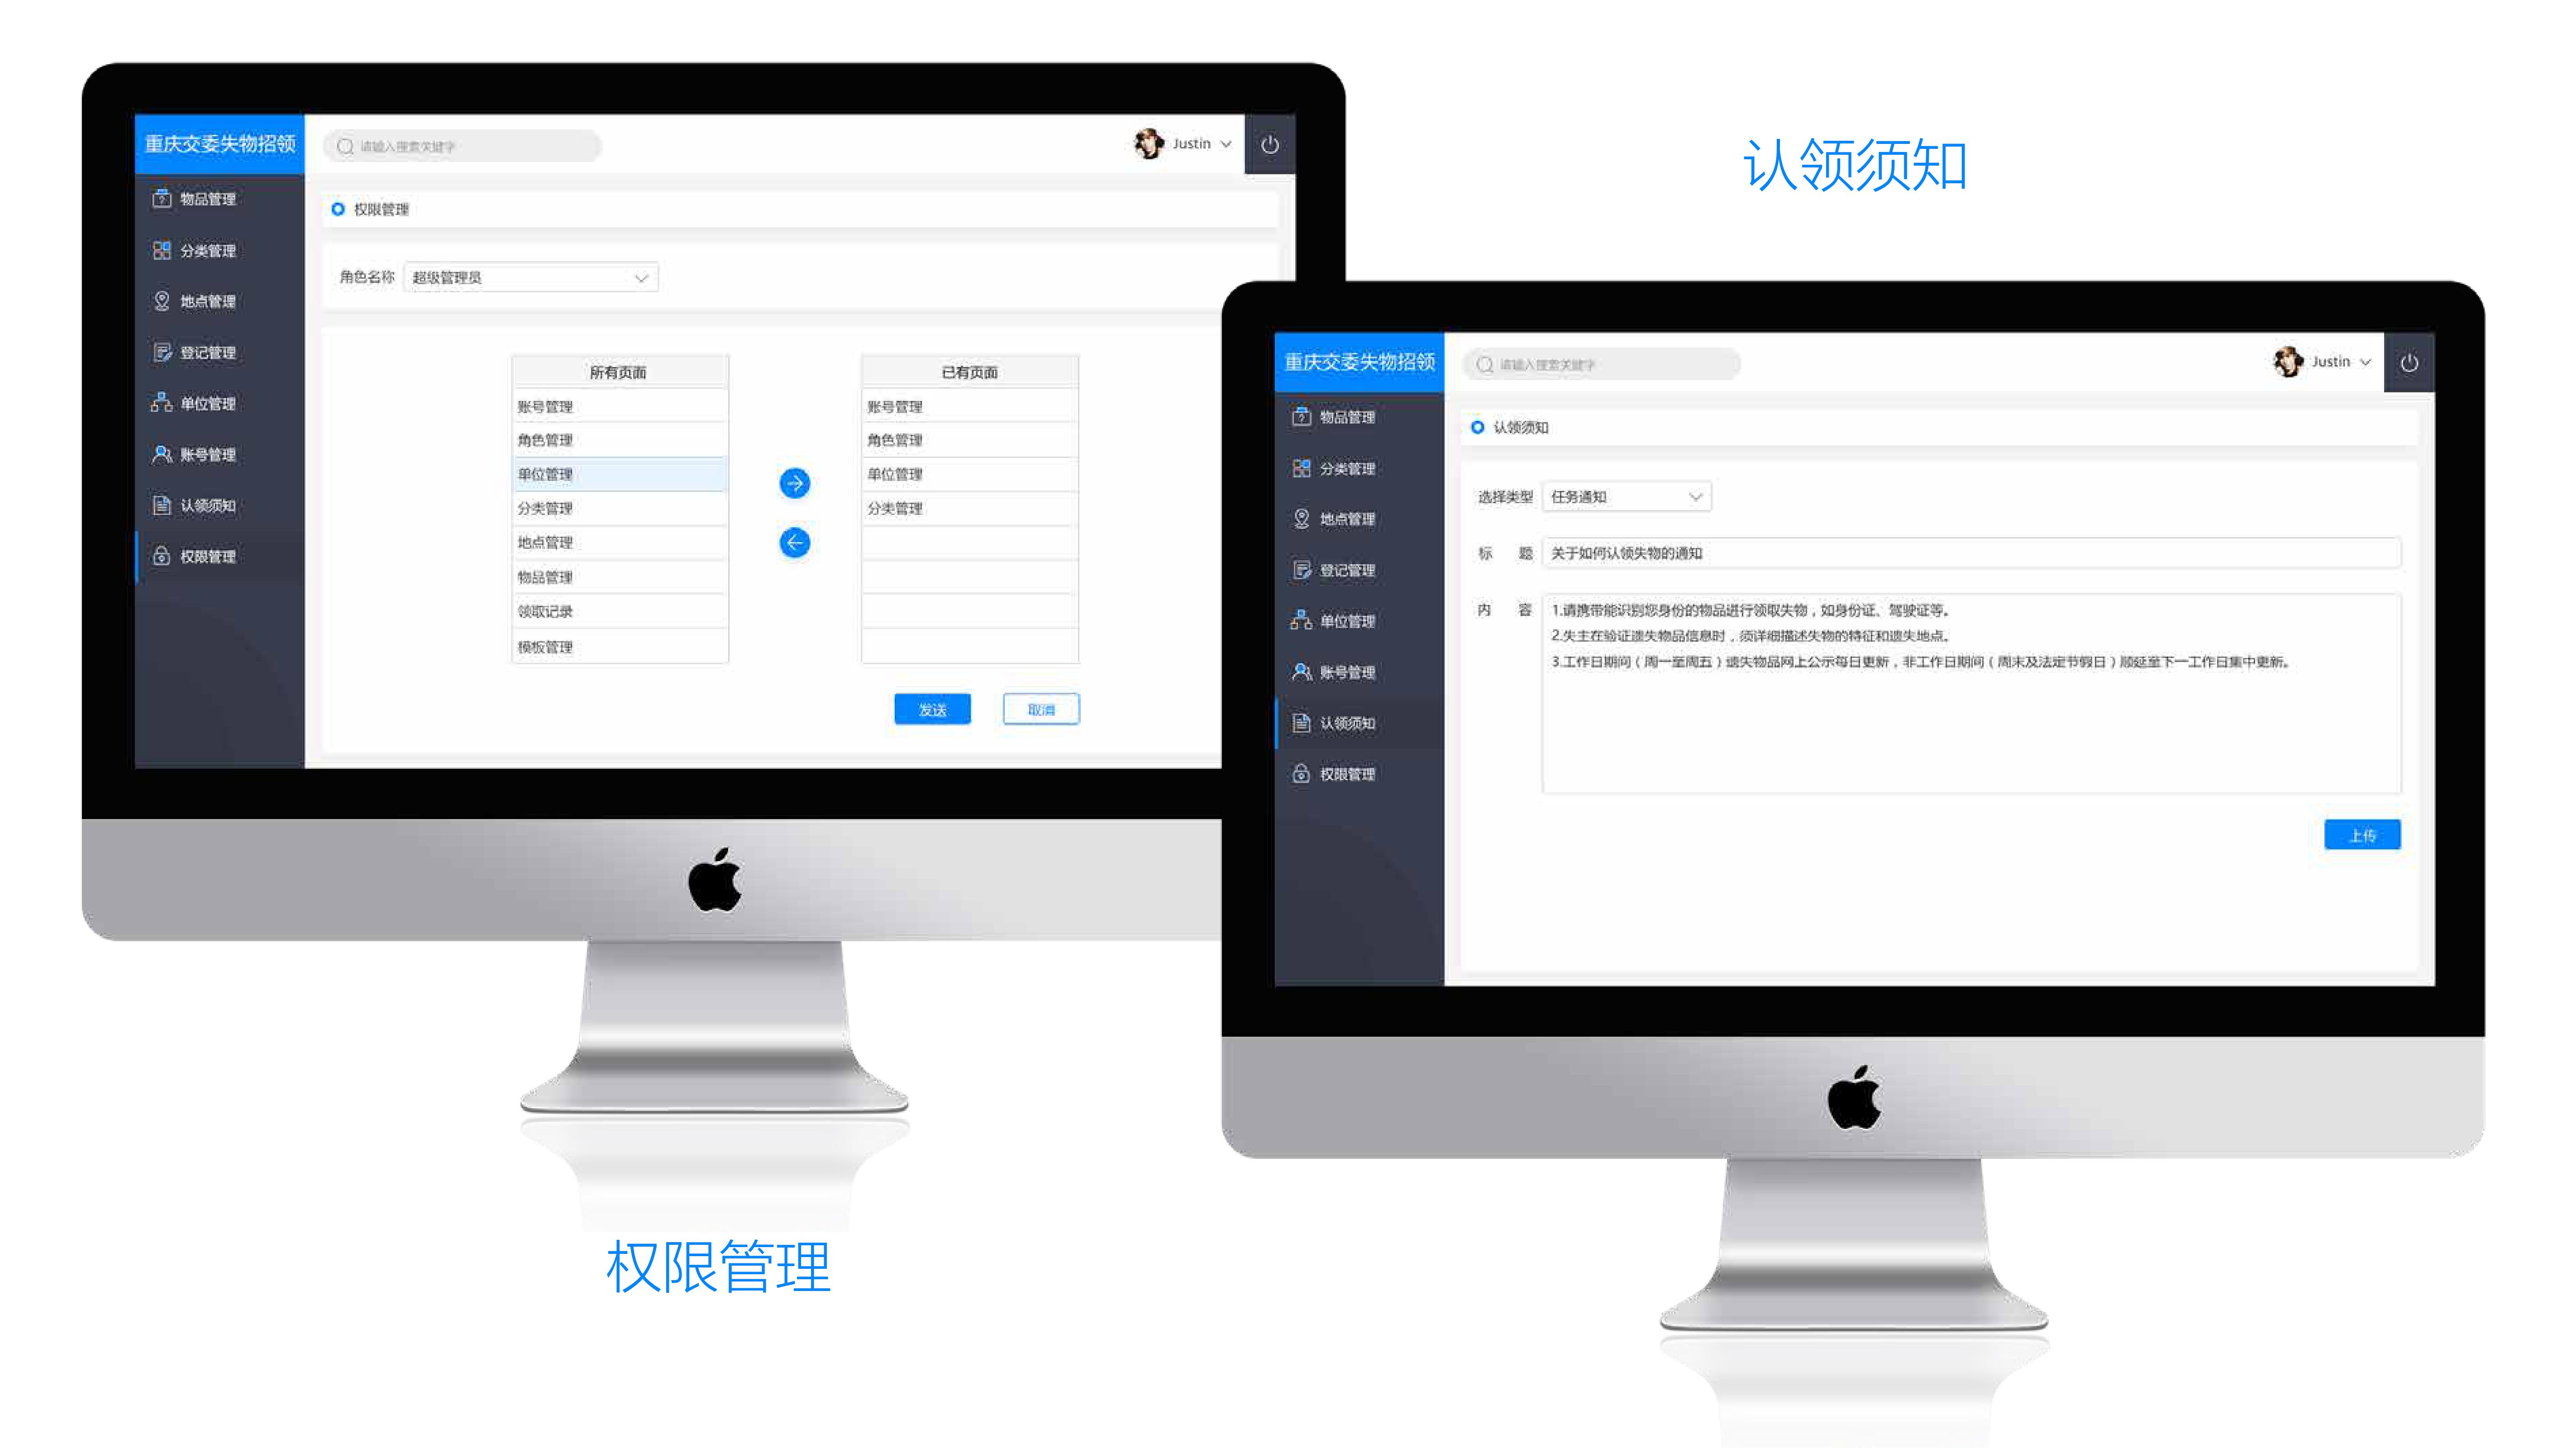 重庆交委失物招领
请输入搜索关键字
Justin
物品管理
分类管理
地点管理
登记管理
单位管理
账号管理
认领须知
权限管理
权限管理
角色名称 超级管理员
所有页面
账号管理
角色管理
单位管理
分类管理
地点管理
物品管理
领取记录
模板管理
已有页面
账号管理
角色管理
单位管理
分类管理
发送
取消
权限管理
认领须知
重庆交委失物招领
请输入搜索关键字
Justin
物品管理
分类管理
地点管理
登记管理
单位管理
账号管理
认领须知
权限管理
认领须知
选择类型 任务通知
标 题 关于如何认领失物的通知
内 容 1.请携带能识别您身份的物品进行领取失物，如身份证、驾驶证等。
2.失主在验证遗失物品信息时，须详细描述失物的特征和遗失地点。
3.工作日期间（周一至周五）遗失物品网上公示每日更新，非工作日期间（周末及法定节假日）顺延至下一工作日集中更新。
上传